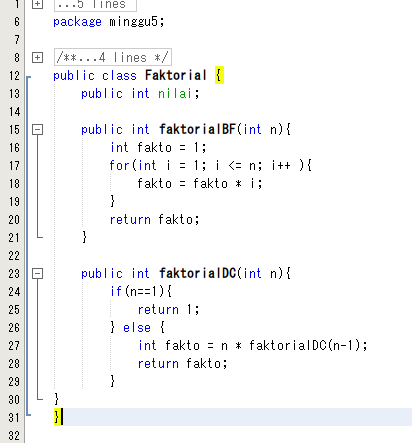 1 ...5 lines
6 package minggu5;
7
8 /**...4 lines */
12 public class Faktorial {
13     public int nilai;
14
15     public int faktorialBF(int n){
16         int fakto = 1;
17         for(int i = 1; i <= n; i++ ){
18             fakto = fakto * i;
19         }
20         return fakto;
21     }
22
23     public int faktorialDC(int n){
24         if(n==1){
25             return 1;
26         } else {
27             int fakto = n * faktorialDC(n-1);
28             return fakto;
29         }
30 }
31 }
32